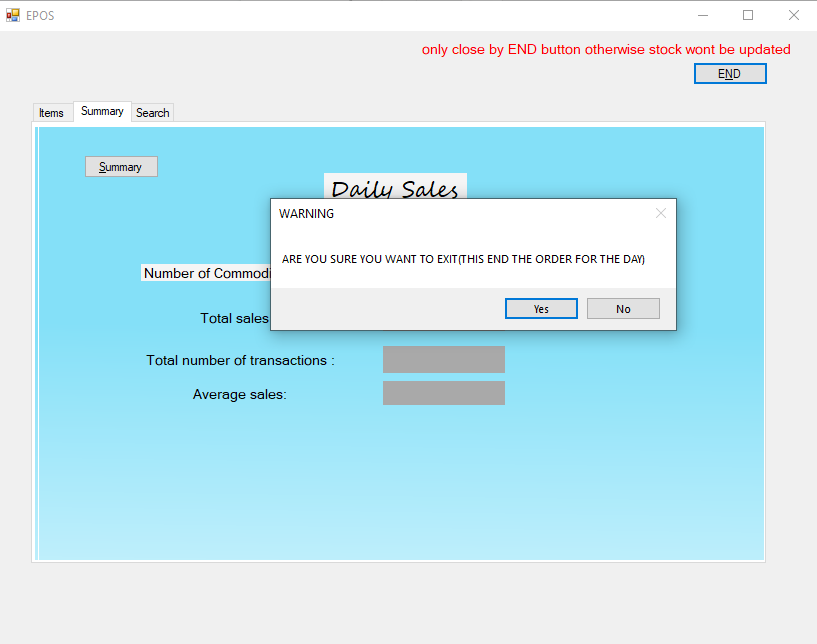 EPOS
only close by END button otherwise stock wont be updated
END
Items Summary Search
Summary
Daily Sales
WARNING
ARE YOU SURE YOU WANT TO EXIT(THIS END THE ORDER FOR THE DAY)
Yes No
Number of Commodi
Total sales
Total number of transactions :
Average sales: